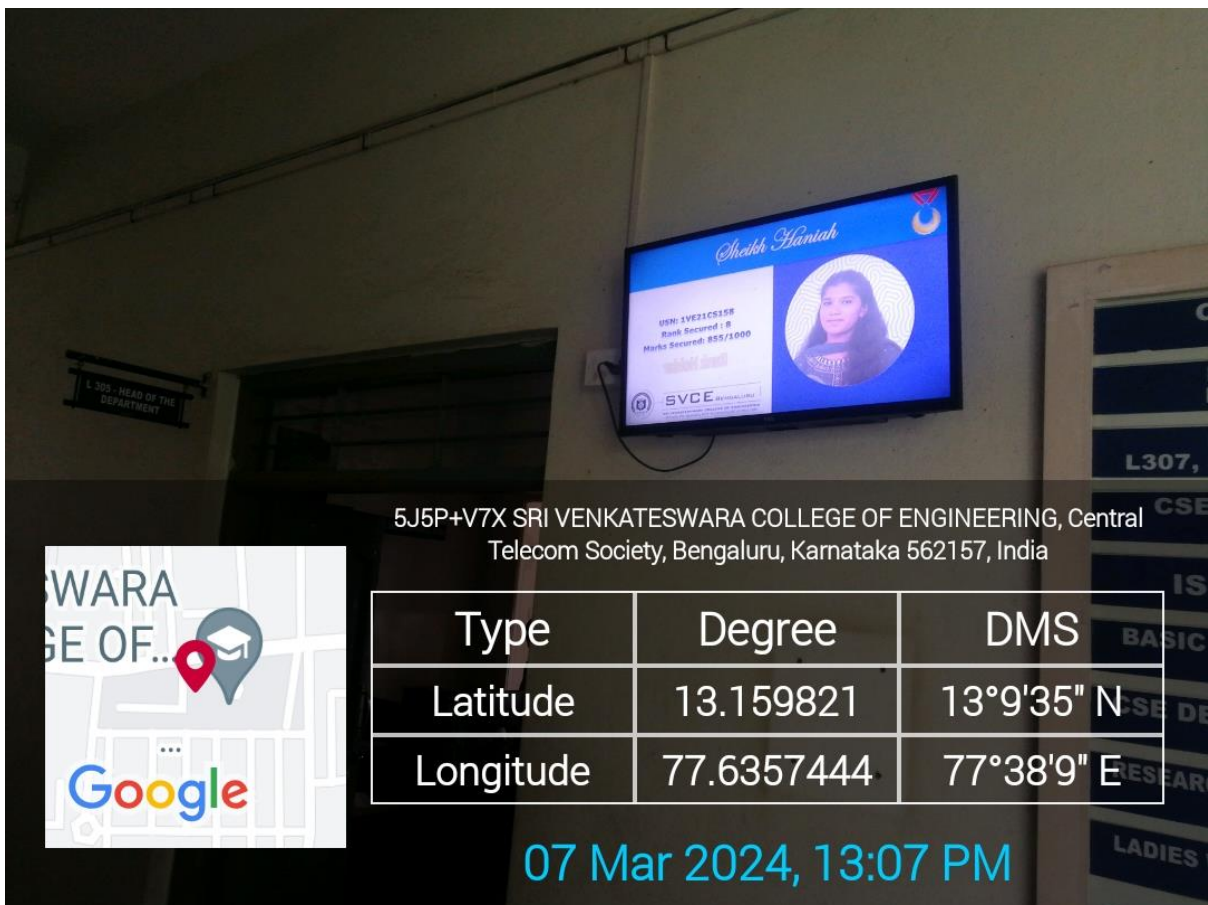 Sheikh Haniah
USN: 1VE21CS158
Rank Secured : 8
Marks Secured: 855/1000
SVCE BENGALURU
L 305 - HEAD OF THE
DEPARTMENT
L307,
CSE
IS
BASIC
CSE DE
RESEAR
LADIES
5J5P+V7X SRI VENKATESWARA COLLEGE OF ENGINEERING, Central
Telecom Society, Bengaluru, Karnataka 562157, India
SWARA
GE OF...
Google
Type Degree DMS
Latitude 13.159821 13°9'35" N
Longitude 77.6357444 77°38'9" E
07 Mar 2024, 13:07 PM